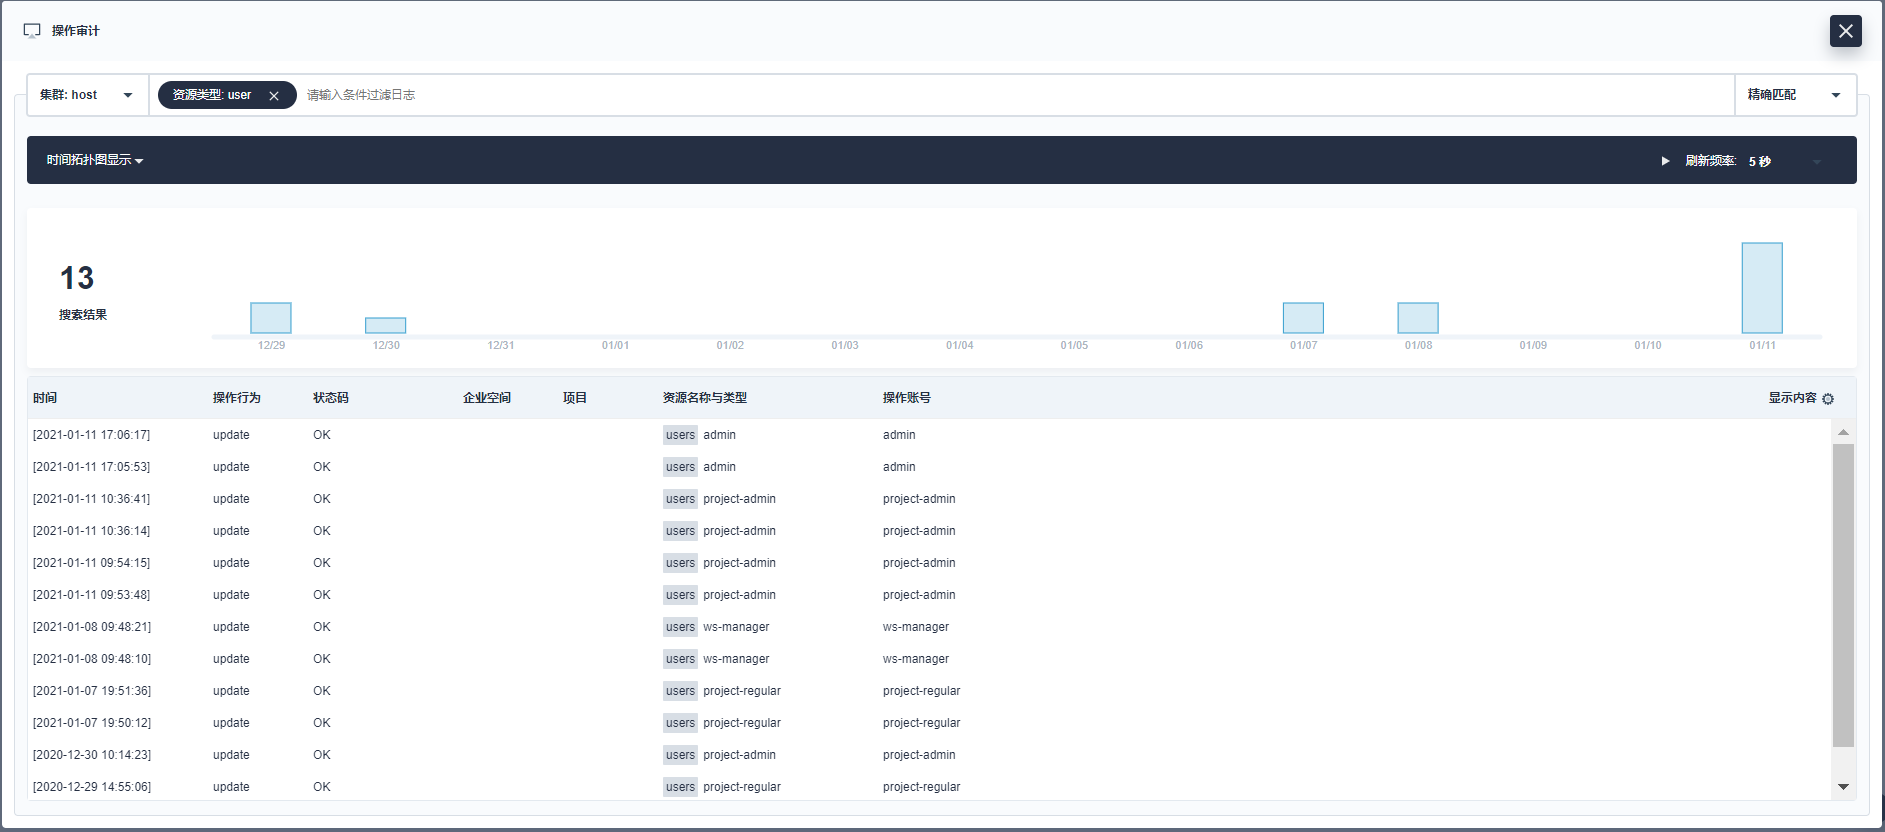 操作审计
集群: host 资源类型: user 请输入条件过滤日志 精确匹配
时间拓扑图显示 刷新频率: 5 秒
13
搜索结果
12/29 12/30 12/31 01/01 01/02 01/03 01/04 01/05 01/06 01/07 01/08 01/09 01/10 01/11
时间 操作行为 状态码 企业空间 项目 资源名称与类型 操作账号 显示内容
[2021-01-11 17:06:17] update OK users admin admin
[2021-01-11 17:05:53] update OK users admin admin
[2021-01-11 10:36:41] update OK users project-admin project-admin
[2021-01-11 10:36:14] update OK users project-admin project-admin
[2021-01-11 09:54:15] update OK users project-admin project-admin
[2021-01-11 09:53:48] update OK users project-admin project-admin
[2021-01-08 09:48:21] update OK users ws-manager ws-manager
[2021-01-08 09:48:10] update OK users ws-manager ws-manager
[2021-01-07 19:51:36] update OK users project-regular project-regular
[2021-01-07 19:50:12] update OK users project-regular project-regular
[2020-12-30 10:14:23] update OK users project-admin project-admin
[2020-12-29 14:55:06] update OK users project-regular project-regular